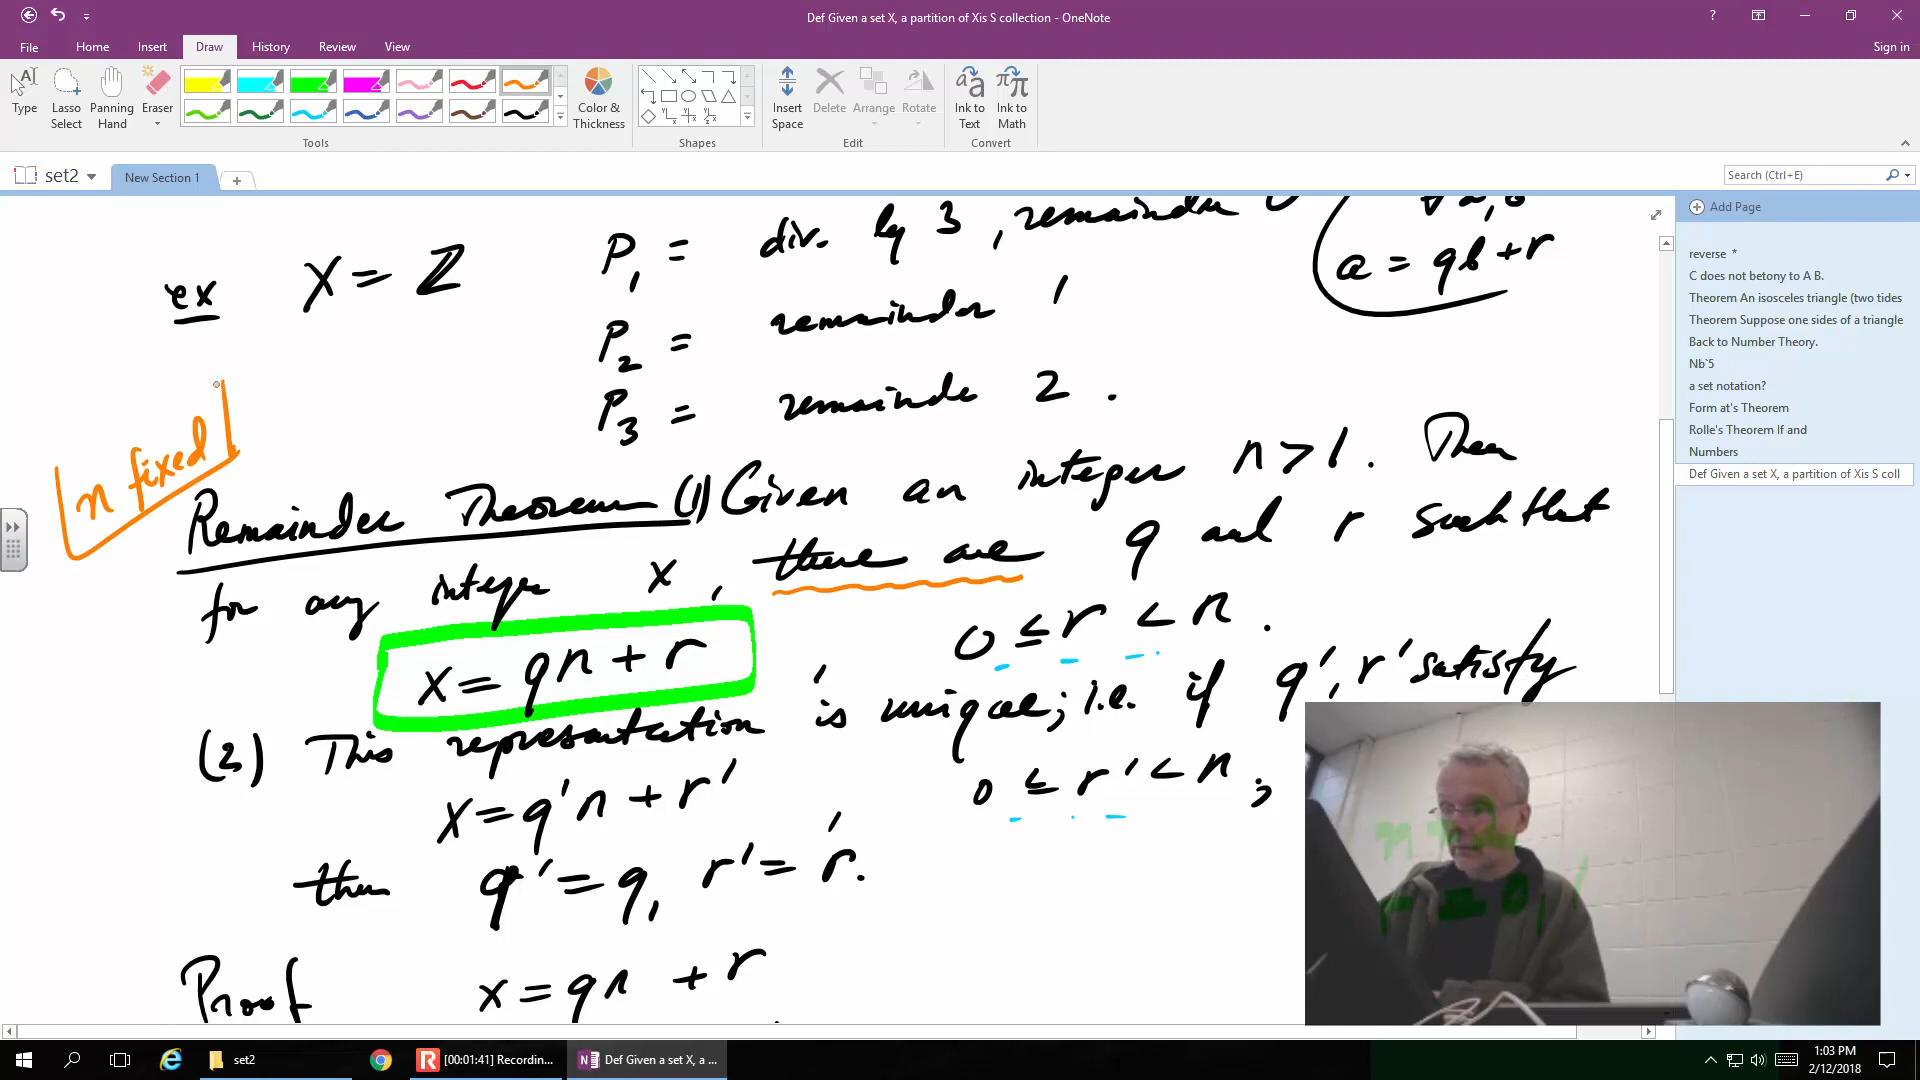 Def Given a set X, a partition of Xis S collection - OneNote
File Home Insert Draw History Review View
Sign in
Type
Lasso Select
Panning Hand
Eraser
Color & Thickness
Insert Space
Delete
Arrange
Rotate
Ink to Text
Ink to Math
Tools
Shapes
Edit
Convert
set2
New Section 1
Search (Ctrl+E)
Add Page
reverse *
C does not betony to A B.
Theorem An isosceles triangle (two tides
Theorem Suppose one sides of a triangle
Back to Number Theory.
Nb`5
a set notation?
Form at's Theorem
Rolle's Theorem If and
Numbers
Def Given a set X, a partition of Xis S coll
ex X = ℤ
P1 = div. by 3, remainder
P2 = remainder 1
P3 = remainde 2.
a = qb + r
n fixed
Remainder Theorem (1) Given an integer n > 1. Then
for any integer x, there are q and r such that
x = qn + r 0 ≤ r < n.
(2) This representation is unique; i.e. if q', r' satisfy
x = q'n + r' 0 ≤ r' < n;
then q' = q, r' = r.
Proof x = qn + r
set2
[00:01:41] Recordin...
Def Given a set X, a ...
1:03 PM
2/12/2018